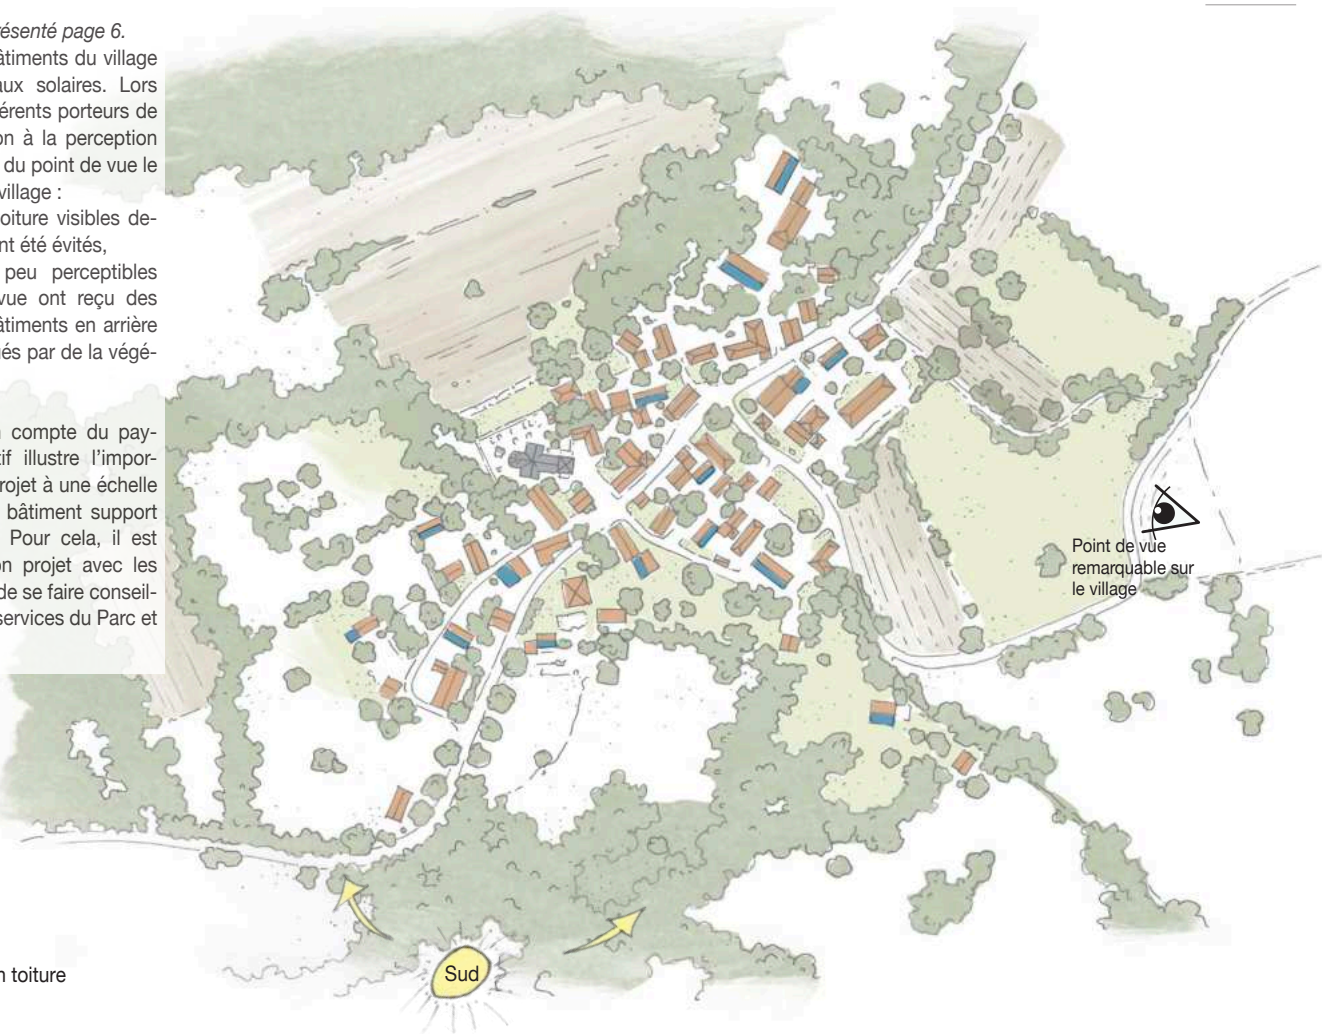 ésenté page 6.
âtiments du village
aux solaires. Lors
férents porteurs de
on à la perception
du point de vue le
village :
oiture visibles de-
nt été évités,
peu perceptibles
vue ont reçu des
âtiments en arrière
ués par de la végé-
n compte du pay-
tif illustre l’impor-
rojet à une échelle
bâtiment support
Pour cela, il est
on projet avec les
de se faire conseil-
services du Parc et
Point de vue
remarquable sur
le village
n toiture
Sud